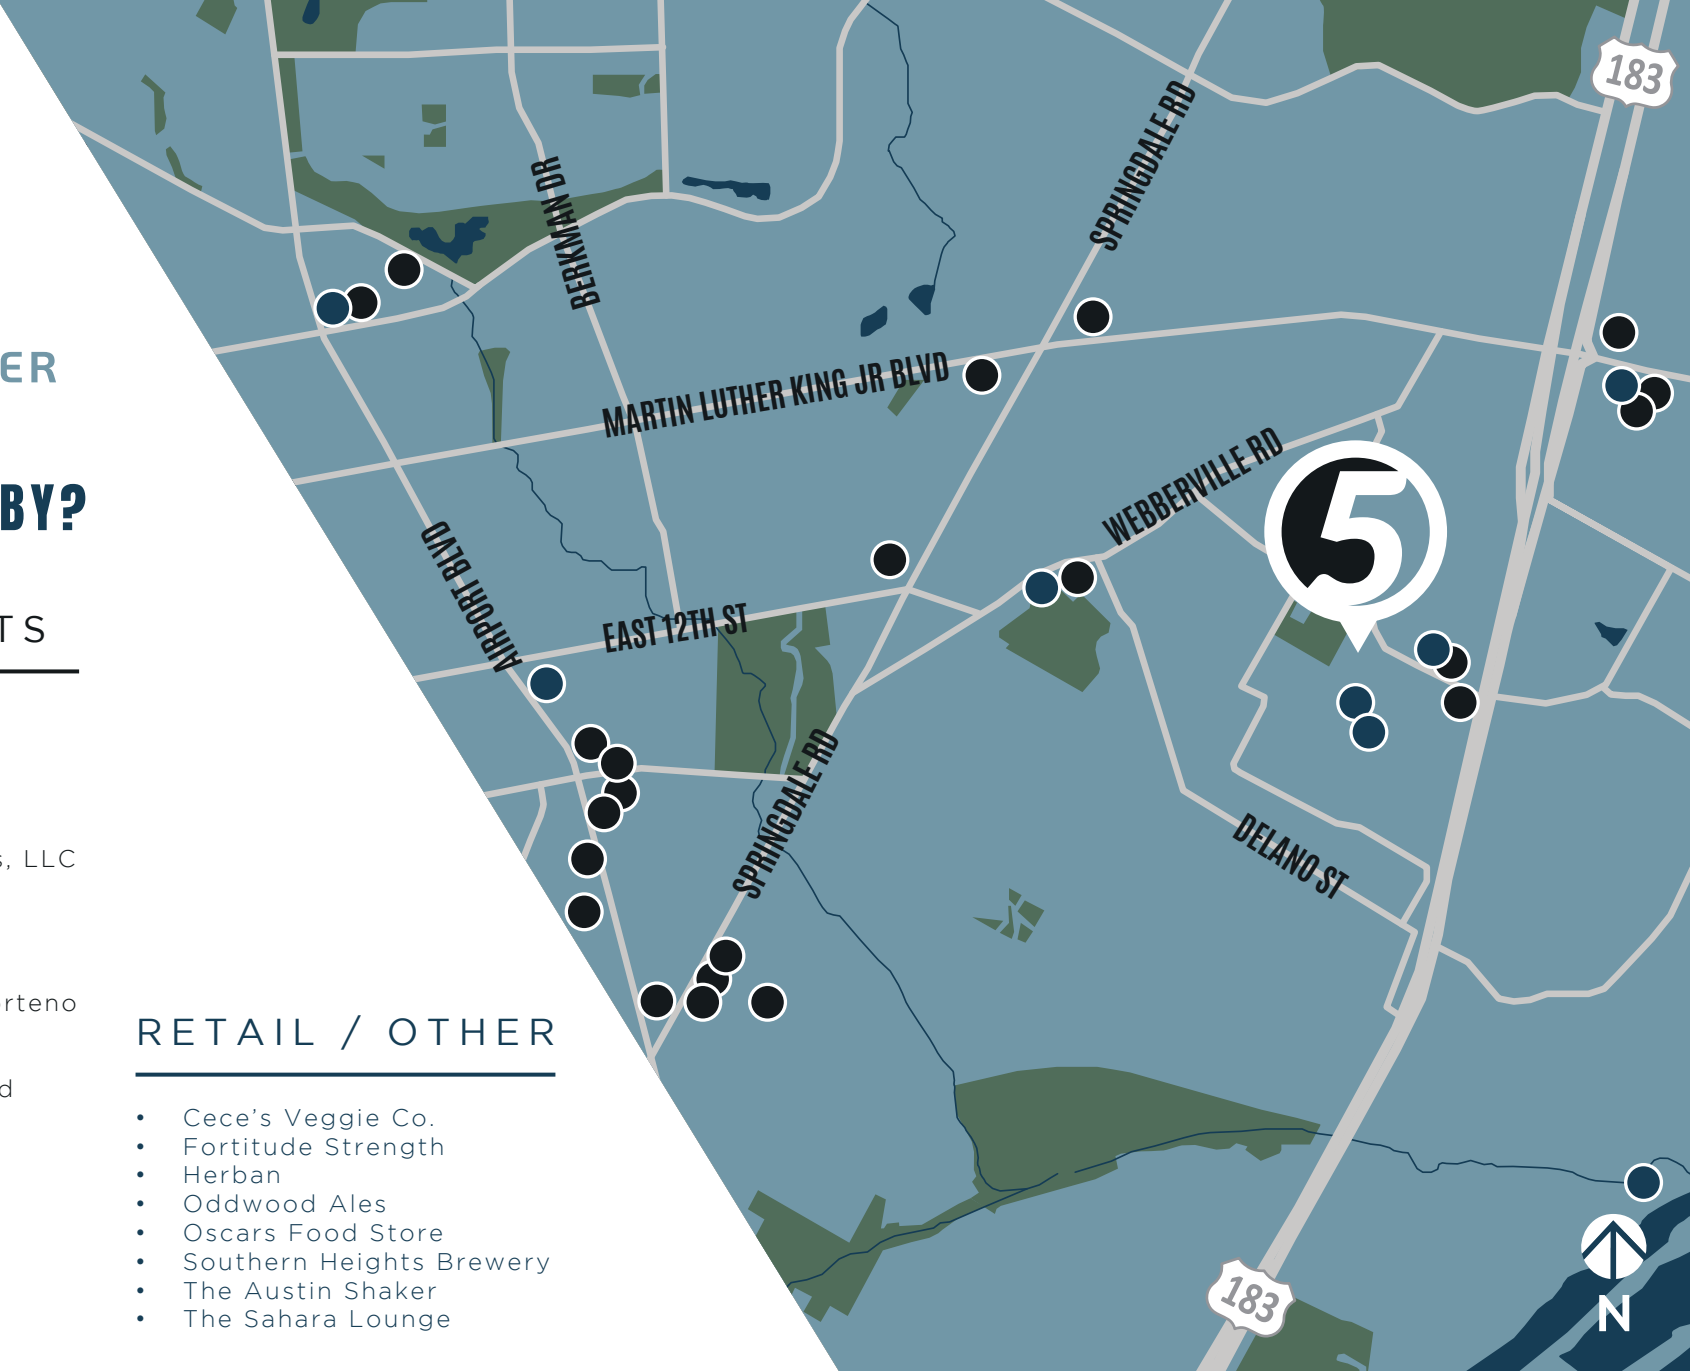 ER
BY?
TS
s, LLC
orteno
d
RETAIL / OTHER
• Cece's Veggie Co.
• Fortitude Strength
• Herban
• Oddwood Ales
• Oscars Food Store
• Southern Heights Brewery
• The Austin Shaker
• The Sahara Lounge
183
SPRINGDALE RD
BERKMAN DR
MARTIN LUTHER KING JR BLVD
WEBBERVILLE RD
5
AIRPORT BLVD
EAST 12TH ST
SPRINGDALE RD
DELANO ST
183
N